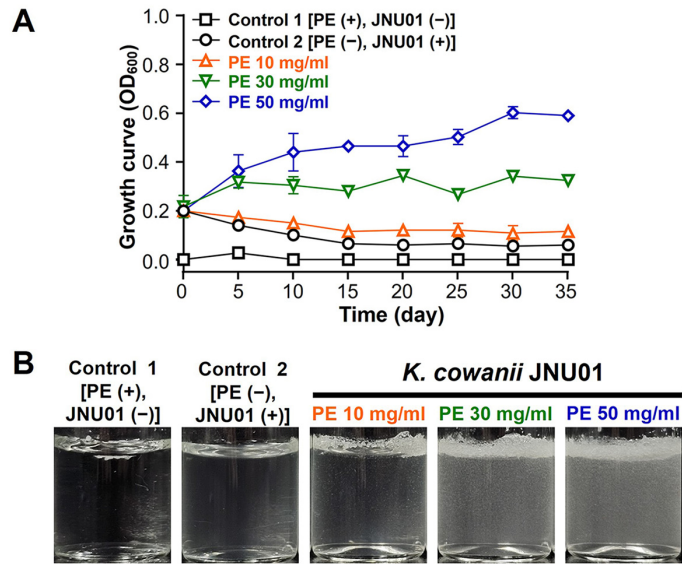 A
Growth curve (OD600)
1.0
0.8
0.6
0.4
0.2
0.0
Control 1 [PE (+), JNU01 (−)]
Control 2 [PE (−), JNU01 (+)]
PE 10 mg/ml
PE 30 mg/ml
PE 50 mg/ml
0 5 10 15 20 25 30 35
Time (day)
B
Control 1
[PE (+),
JNU01 (−)]
Control 2
[PE (−),
JNU01 (+)]
K. cowanii JNU01
PE 10 mg/ml PE 30 mg/ml PE 50 mg/ml